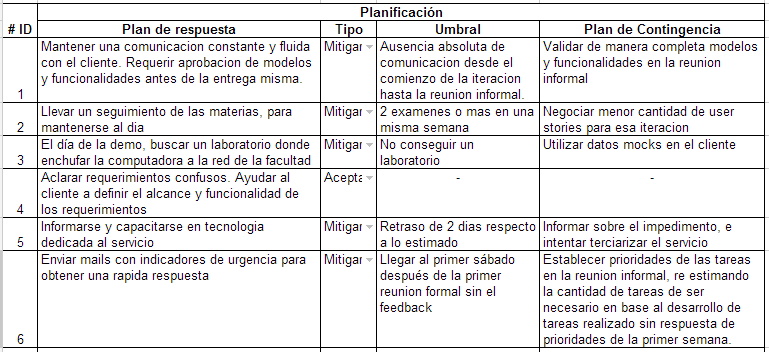 Planificación
# ID Plan de respuesta Tipo Umbral Plan de Contingencia
1
Mantener una comunicacion constante y fluida
con el cliente. Requerir aprobacion de modelos
y funcionalidades antes de la entrega misma.
Mitigar
Ausencia absoluta de
comunicacion desde el
comienzo de la iteracion
hasta la reunion informal.
Validar de manera completa modelos
y funcionalidades en la reunion
informal
2
Llevar un seguimiento de las materias, para
mantenerse al dia
Mitigar
2 examenes o mas en una
misma semana
Negociar menor cantidad de user
stories para esa iteracion
3
El día de la demo, buscar un laboratorio donde
enchufar la computadora a la red de la facultad
Mitigar
No conseguir un
laboratorio
Utilizar datos mocks en el cliente
4
Aclarar requerimientos confusos. Ayudar al
cliente a definir el alcance y funcionalidad de
los requerimientos
Acepta
-
-
5
Informarse y capacitarse en tecnologia
dedicada al servicio
Mitigar
Retraso de 2 dias respecto
a lo estimado
Informar sobre el impedimento, e
intentar terciarizar el servicio
6
Enviar mails con indicadores de urgencia para
obtener una rapida respuesta
Mitigar
Llegar al primer sábado
después de la primer
reunion formal sin el
feedback
Establecer prioridades de las tareas
en la reunion informal, re estimando
la cantidad de tareas de ser
necesario en base al desarrollo de
tareas realizado sin respuesta de
prioridades de la primer semana.